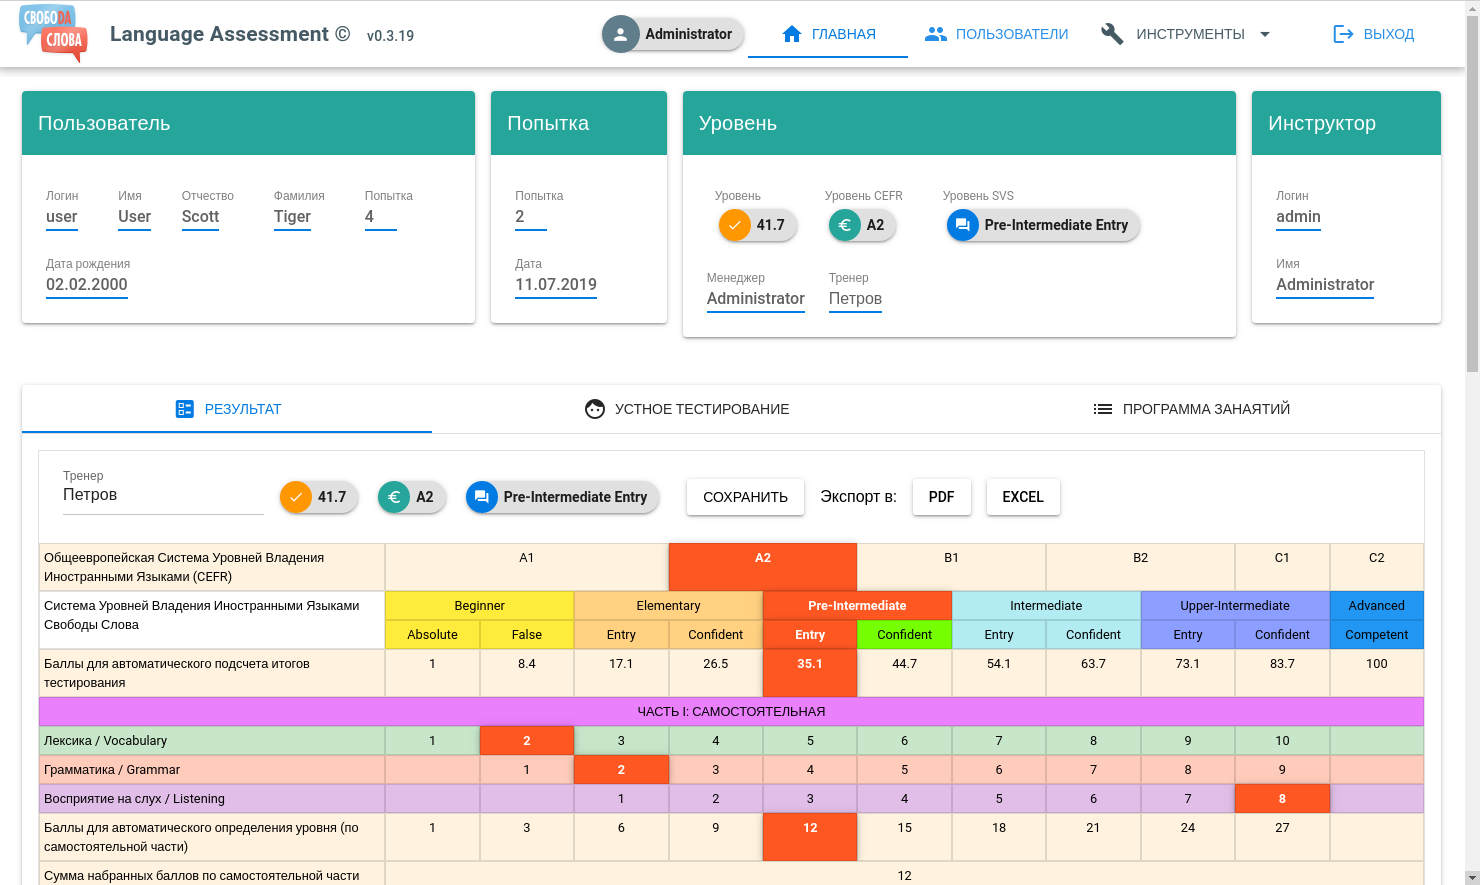 СВОБОDA
СЛОВА
Language Assessment © v0.3.19
Administrator
ГЛАВНАЯ
ПОЛЬЗОВАТЕЛИ
ИНСТРУМЕНТЫ
ВЫХОД
Пользователь
Логин Имя Отчество Фамилия Попытка
user User Scott Tiger 4
Дата рождения
02.02.2000
Попытка
Попытка
2
Дата
11.07.2019
Уровень
Уровень Уровень CEFR Уровень SVS
41.7 € A2 Pre-Intermediate Entry
Менеджер Тренер
Administrator Петров
Инструктор
Логин
admin
Имя
Administrator
РЕЗУЛЬТАТ
УСТНОЕ ТЕСТИРОВАНИЕ
ПРОГРАММА ЗАНАЯТИЙ
Тренер
Петров
41.7 € A2 Pre-Intermediate Entry СОХРАНИТЬ Экспорт в: PDF EXCEL
Общеевропейская Система Уровней Владения
Иностранными Языками (CEFR)
A1 A2 B1 B2 C1 C2
Система Уровней Владения Иностранными Языками
Свободы Слова
Beginner Elementary Pre-Intermediate Intermediate Upper-Intermediate Advanced
Absolute False Entry Confident Entry Confident Entry Confident Entry Confident Competent
Баллы для автоматического подсчета итогов
тестирования
1 8.4 17.1 26.5 35.1 44.7 54.1 63.7 73.1 83.7 100
ЧАСТЬ I: САМОСТОЯТЕЛЬНАЯ
Лексика / Vocabulary 1 2 3 4 5 6 7 8 9 10
Грамматика / Grammar 1 2 3 4 5 6 7 8 9
Восприятие на слух / Listening 1 2 3 4 5 6 7 8
Баллы для автоматического определения уровня (по
самостоятельной части)
1 3 6 9 12 15 18 21 24 27
Сумма набранных баллов по самостоятельной части 12